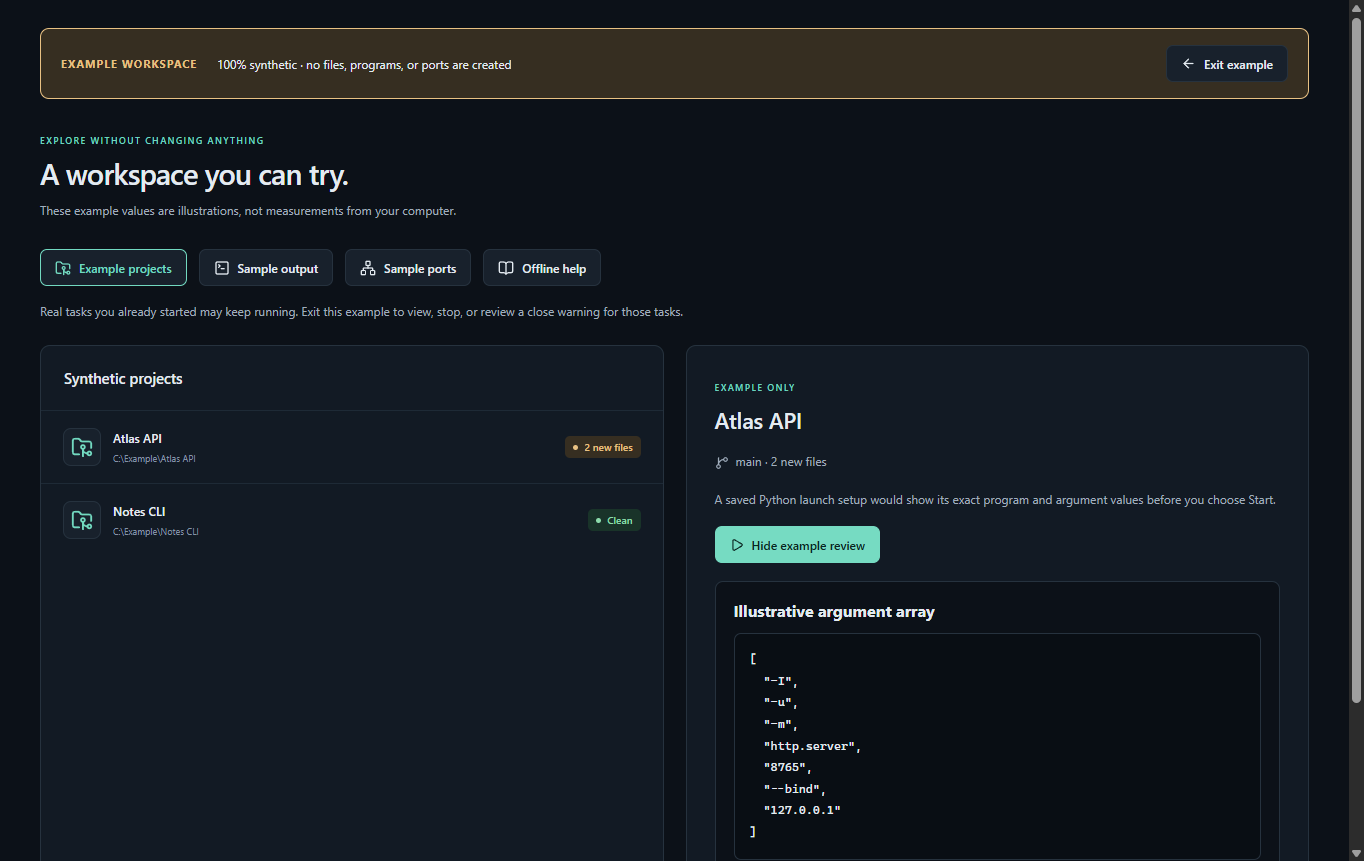 EXAMPLE WORKSPACE
100% synthetic · no files, programs, or ports are created
Exit example
EXPLORE WITHOUT CHANGING ANYTHING
A workspace you can try.
These example values are illustrations, not measurements from your computer.
Example projects
Sample output
Sample ports
Offline help
Real tasks you already started may keep running. Exit this example to view, stop, or review a close warning for those tasks.
Synthetic projects
Atlas API
C:\Example\Atlas API
2 new files
Notes CLI
C:\Example\Notes CLI
Clean
EXAMPLE ONLY
Atlas API
main · 2 new files
A saved Python launch setup would show its exact program and argument values before you choose Start.
Hide example review
Illustrative argument array
[
"-I",
"-u",
"-m",
"http.server",
"8765",
"--bind",
"127.0.0.1"
]